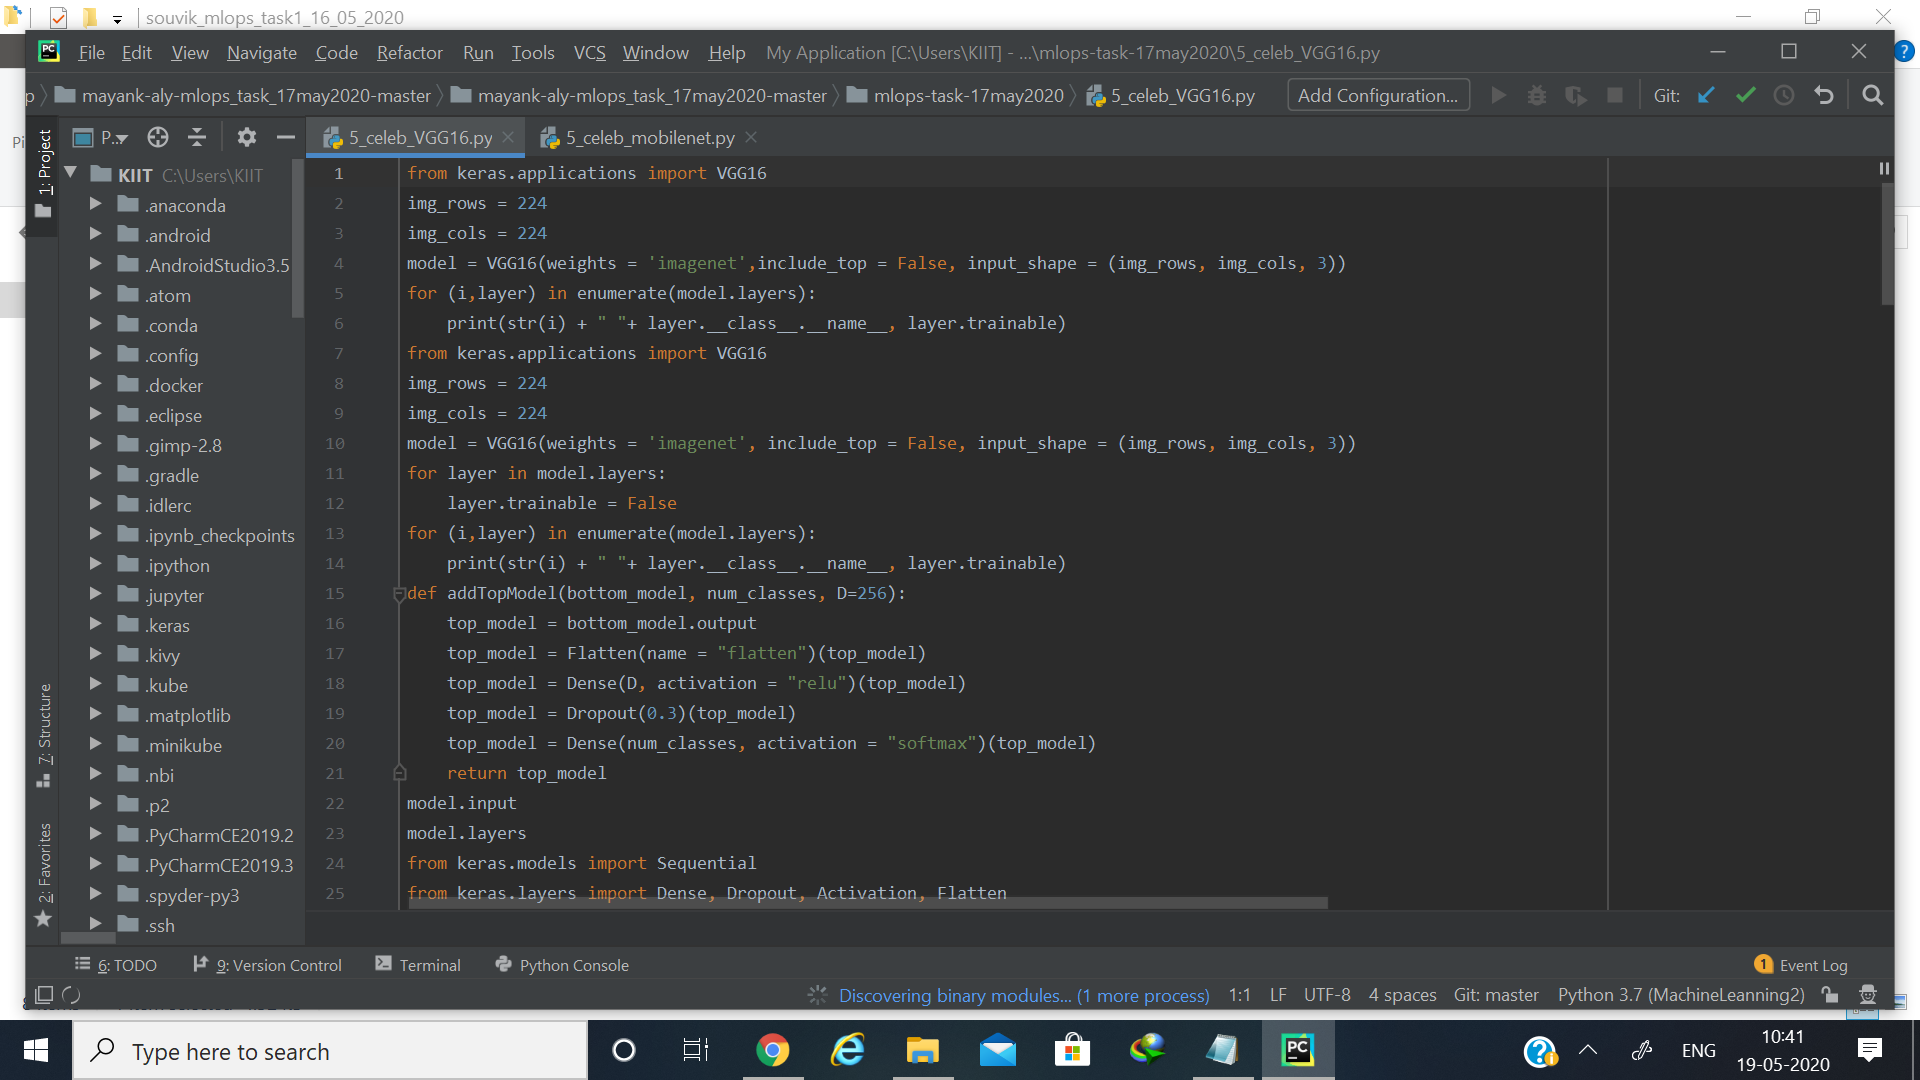 souvik_mlops_task1_16_05_2020
File Edit View Navigate Code Refactor Run Tools VCS Window Help My Application [C:\Users\KIIT] - ...\mlops-task-17may2020\5_celeb_VGG16.py
p mayank-aly-mlops_task_17may2020-master mayank-aly-mlops_task_17may2020-master mlops-task-17may2020 5_celeb_VGG16.py Add Configuration... Git:
Pi
1: Project
P..
5_celeb_VGG16.py 5_celeb_mobilenet.py
KIIT C:\Users\KIIT
.anaconda
.android
.AndroidStudio3.5
.atom
.conda
.config
.docker
.eclipse
.gimp-2.8
.gradle
.idlerc
.ipynb_checkpoints
.ipython
.jupyter
.keras
.kivy
.kube
.matplotlib
.minikube
.nbi
.p2
.PyCharmCE2019.2
.PyCharmCE2019.3
.spyder-py3
.ssh
7: Structure
2: Favorites
1 from keras.applications import VGG16
2 img_rows = 224
3 img_cols = 224
4 model = VGG16(weights = 'imagenet',include_top = False, input_shape = (img_rows, img_cols, 3))
5 for (i,layer) in enumerate(model.layers):
6     print(str(i) + " "+ layer.__class__.__name__, layer.trainable)
7 from keras.applications import VGG16
8 img_rows = 224
9 img_cols = 224
10 model = VGG16(weights = 'imagenet', include_top = False, input_shape = (img_rows, img_cols, 3))
11 for layer in model.layers:
12     layer.trainable = False
13 for (i,layer) in enumerate(model.layers):
14     print(str(i) + " "+ layer.__class__.__name__, layer.trainable)
15 def addTopModel(bottom_model, num_classes, D=256):
16     top_model = bottom_model.output
17     top_model = Flatten(name = "flatten")(top_model)
18     top_model = Dense(D, activation = "relu")(top_model)
19     top_model = Dropout(0.3)(top_model)
20     top_model = Dense(num_classes, activation = "softmax")(top_model)
21     return top_model
22 model.input
23 model.layers
24 from keras.models import Sequential
25 from keras.layers import Dense, Dropout, Activation, Flatten
6: TODO 9: Version Control Terminal Python Console 1 Event Log
Discovering binary modules... (1 more process) 1:1 LF UTF-8 4 spaces Git: master Python 3.7 (MachineLeanning2)
Type here to search
PC
ENG
10:41
19-05-2020